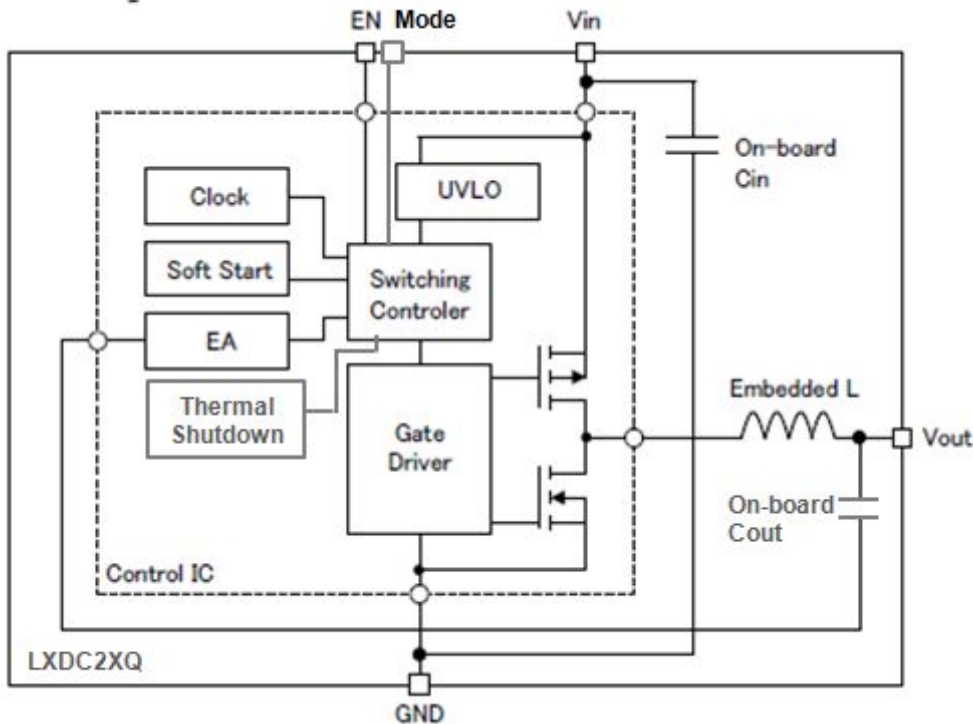 EN Mode
Vin
On-board
Cin
UVLO
Clock
Soft Start
Switching
Controler
EA
Thermal
Shutdown
Gate
Driver
Embedded L
Vout
On-board
Cout
Control IC
LXDC2XQ
GND